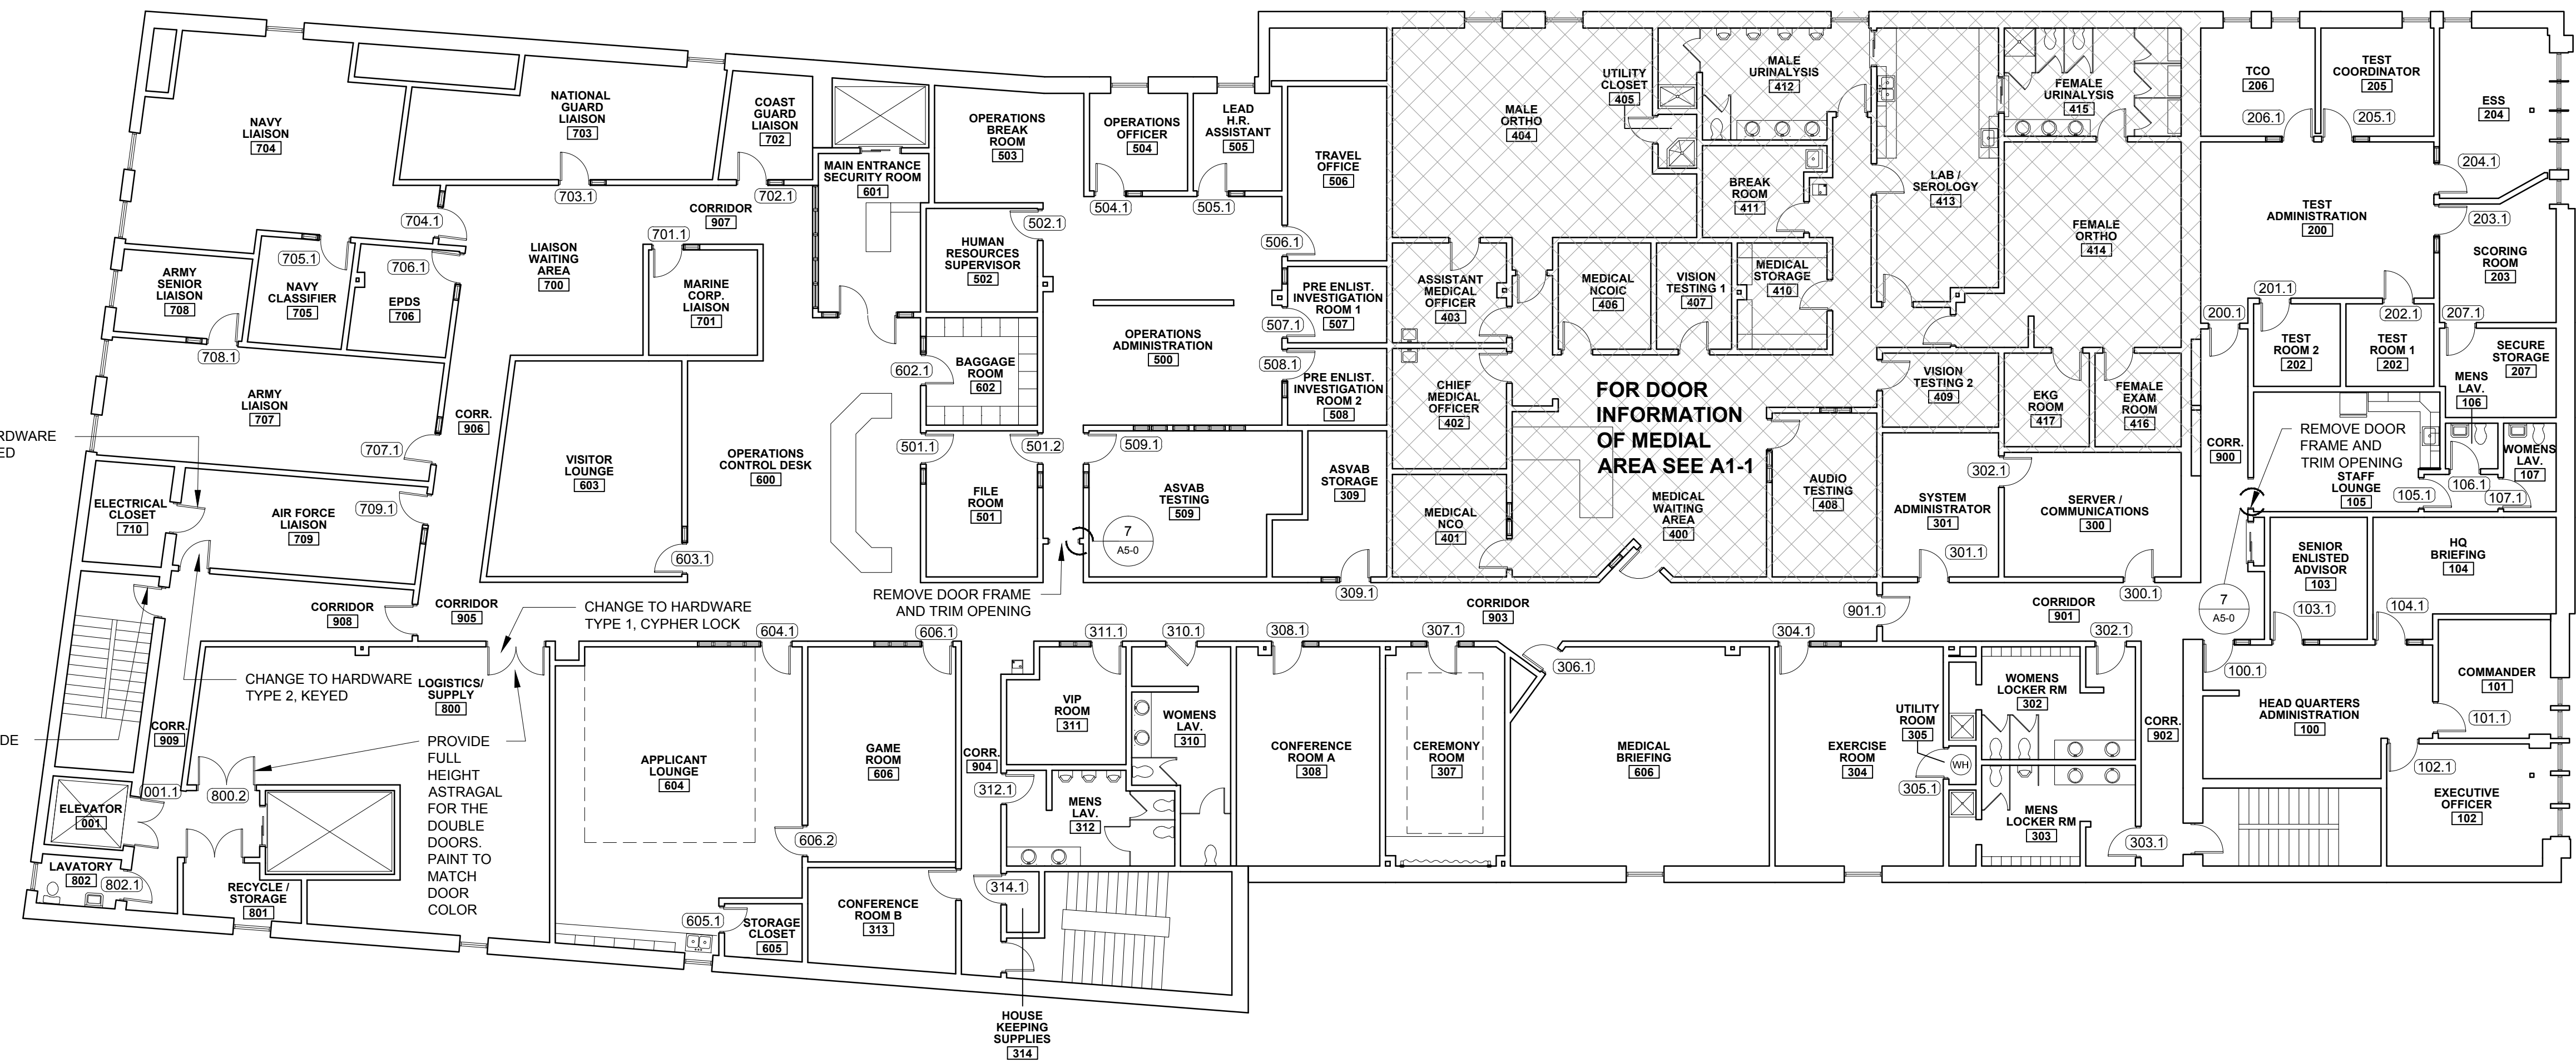 NAVY
LIAISON
704
NATIONAL
GUARD
LIAISON
703
703.1
COAST
GUARD
LIAISON
702
702.1
MAIN ENTRANCE
SECURITY ROOM
601
OPERATIONS
BREAK
ROOM
503
OPERATIONS
OFFICER
504
504.1
LEAD
H.R.
ASSISTANT
505
505.1
TRAVEL
OFFICE
506
506.1
MALE
ORTHO
404
UTILITY
CLOSET
405
MALE
URINALYSIS
412
BREAK
ROOM
411
LAB /
SEROLOGY
413
FEMALE
URINALYSIS
415
FEMALE
ORTHO
414
TCO
206
206.1
TEST
COORDINATOR
205
205.1
ESS
204
204.1
TEST
ADMINISTRATION
200
203.1
SCORING
ROOM
203
704.1
CORRIDOR
907
LIAISON
WAITING
AREA
700
701.1
MARINE
CORP.
LIAISON
701
705.1
NAVY
CLASSIFIER
705
706.1
EPDS
706
ARMY
SENIOR
LIAISON
708
708.1
HUMAN
RESOURCES
SUPERVISOR
502
502.1
BAGGAGE
ROOM
602
602.1
OPERATIONS
ADMINISTRATION
500
PRE ENLIST.
INVESTIGATION
ROOM 1
507
507.1
PRE ENLIST.
INVESTIGATION
ROOM 2
508
508.1
ASSISTANT
MEDICAL
OFFICER
403
MEDICAL
NCOIC
406
VISION
TESTING 1
407
MEDICAL
STORAGE
410
CHIEF
MEDICAL
OFFICER
402
FOR DOOR
INFORMATION
OF MEDIAL
AREA SEE A1-1
VISION
TESTING 2
409
EKG
ROOM
417
FEMALE
EXAM
ROOM
416
200.1
201.1
TEST
ROOM 2
202
202.1
TEST
ROOM 1
202
207.1
SECURE
STORAGE
207
MENS
LAV.
106
106.1
WOMENS
LAV.
107
107.1
REMOVE DOOR
FRAME AND
TRIM OPENING
STAFF
LOUNGE
105
105.1
CORR.
900
ARMY
LIAISON
707
707.1
CORR.
906
RDWARE
ED
ELECTRICAL
CLOSET
710
AIR FORCE
LIAISON
709
709.1
VISITOR
LOUNGE
603
603.1
OPERATIONS
CONTROL DESK
600
501.1
501.2
FILE
ROOM
501
509.1
ASVAB
TESTING
509
7
A5-0
ASVAB
STORAGE
309
309.1
MEDICAL
NCO
401
MEDICAL
WAITING
AREA
400
AUDIO
TESTING
408
SYSTEM
ADMINISTRATOR
301
301.1
302.1
SERVER /
COMMUNICATIONS
300
300.1
SENIOR
ENLISTED
ADVISOR
103
103.1
HQ
BRIEFING
104
104.1
7
A5-0
REMOVE DOOR FRAME
AND TRIM OPENING
CORRIDOR
908
CORRIDOR
905
CHANGE TO HARDWARE
TYPE 1, CYPHER LOCK
CORRIDOR
903
901.1
CORRIDOR
901
CHANGE TO HARDWARE
TYPE 2, KEYED
LOGISTICS/
SUPPLY
800
604.1
APPLICANT
LOUNGE
604
606.1
GAME
ROOM
606
606.2
311.1
VIP
ROOM
311
310.1
WOMENS
LAV.
310
308.1
CONFERENCE
ROOM A
308
307.1
CEREMONY
ROOM
307
306.1
MEDICAL
BRIEFING
606
304.1
EXERCISE
ROOM
304
UTILITY
ROOM
305
305.1
WH
302.1
WOMENS
LOCKER RM
302
MENS
LOCKER RM
303
303.1
CORR.
902
100.1
HEAD QUARTERS
ADMINISTRATION
100
COMMANDER
101
101.1
102.1
EXECUTIVE
OFFICER
102
DE
CORR.
909
PROVIDE
FULL
HEIGHT
ASTRAGAL
FOR THE
DOUBLE
DOORS.
PAINT TO
MATCH
DOOR
COLOR
001.1
800.2
ELEVATOR
001
LAVATORY
802
802.1
RECYCLE /
STORAGE
801
CORR.
904
312.1
MENS
LAV.
312
605.1
STORAGE
CLOSET
605
CONFERENCE
ROOM B
313
314.1
HOUSE
KEEPING
SUPPLIES
314